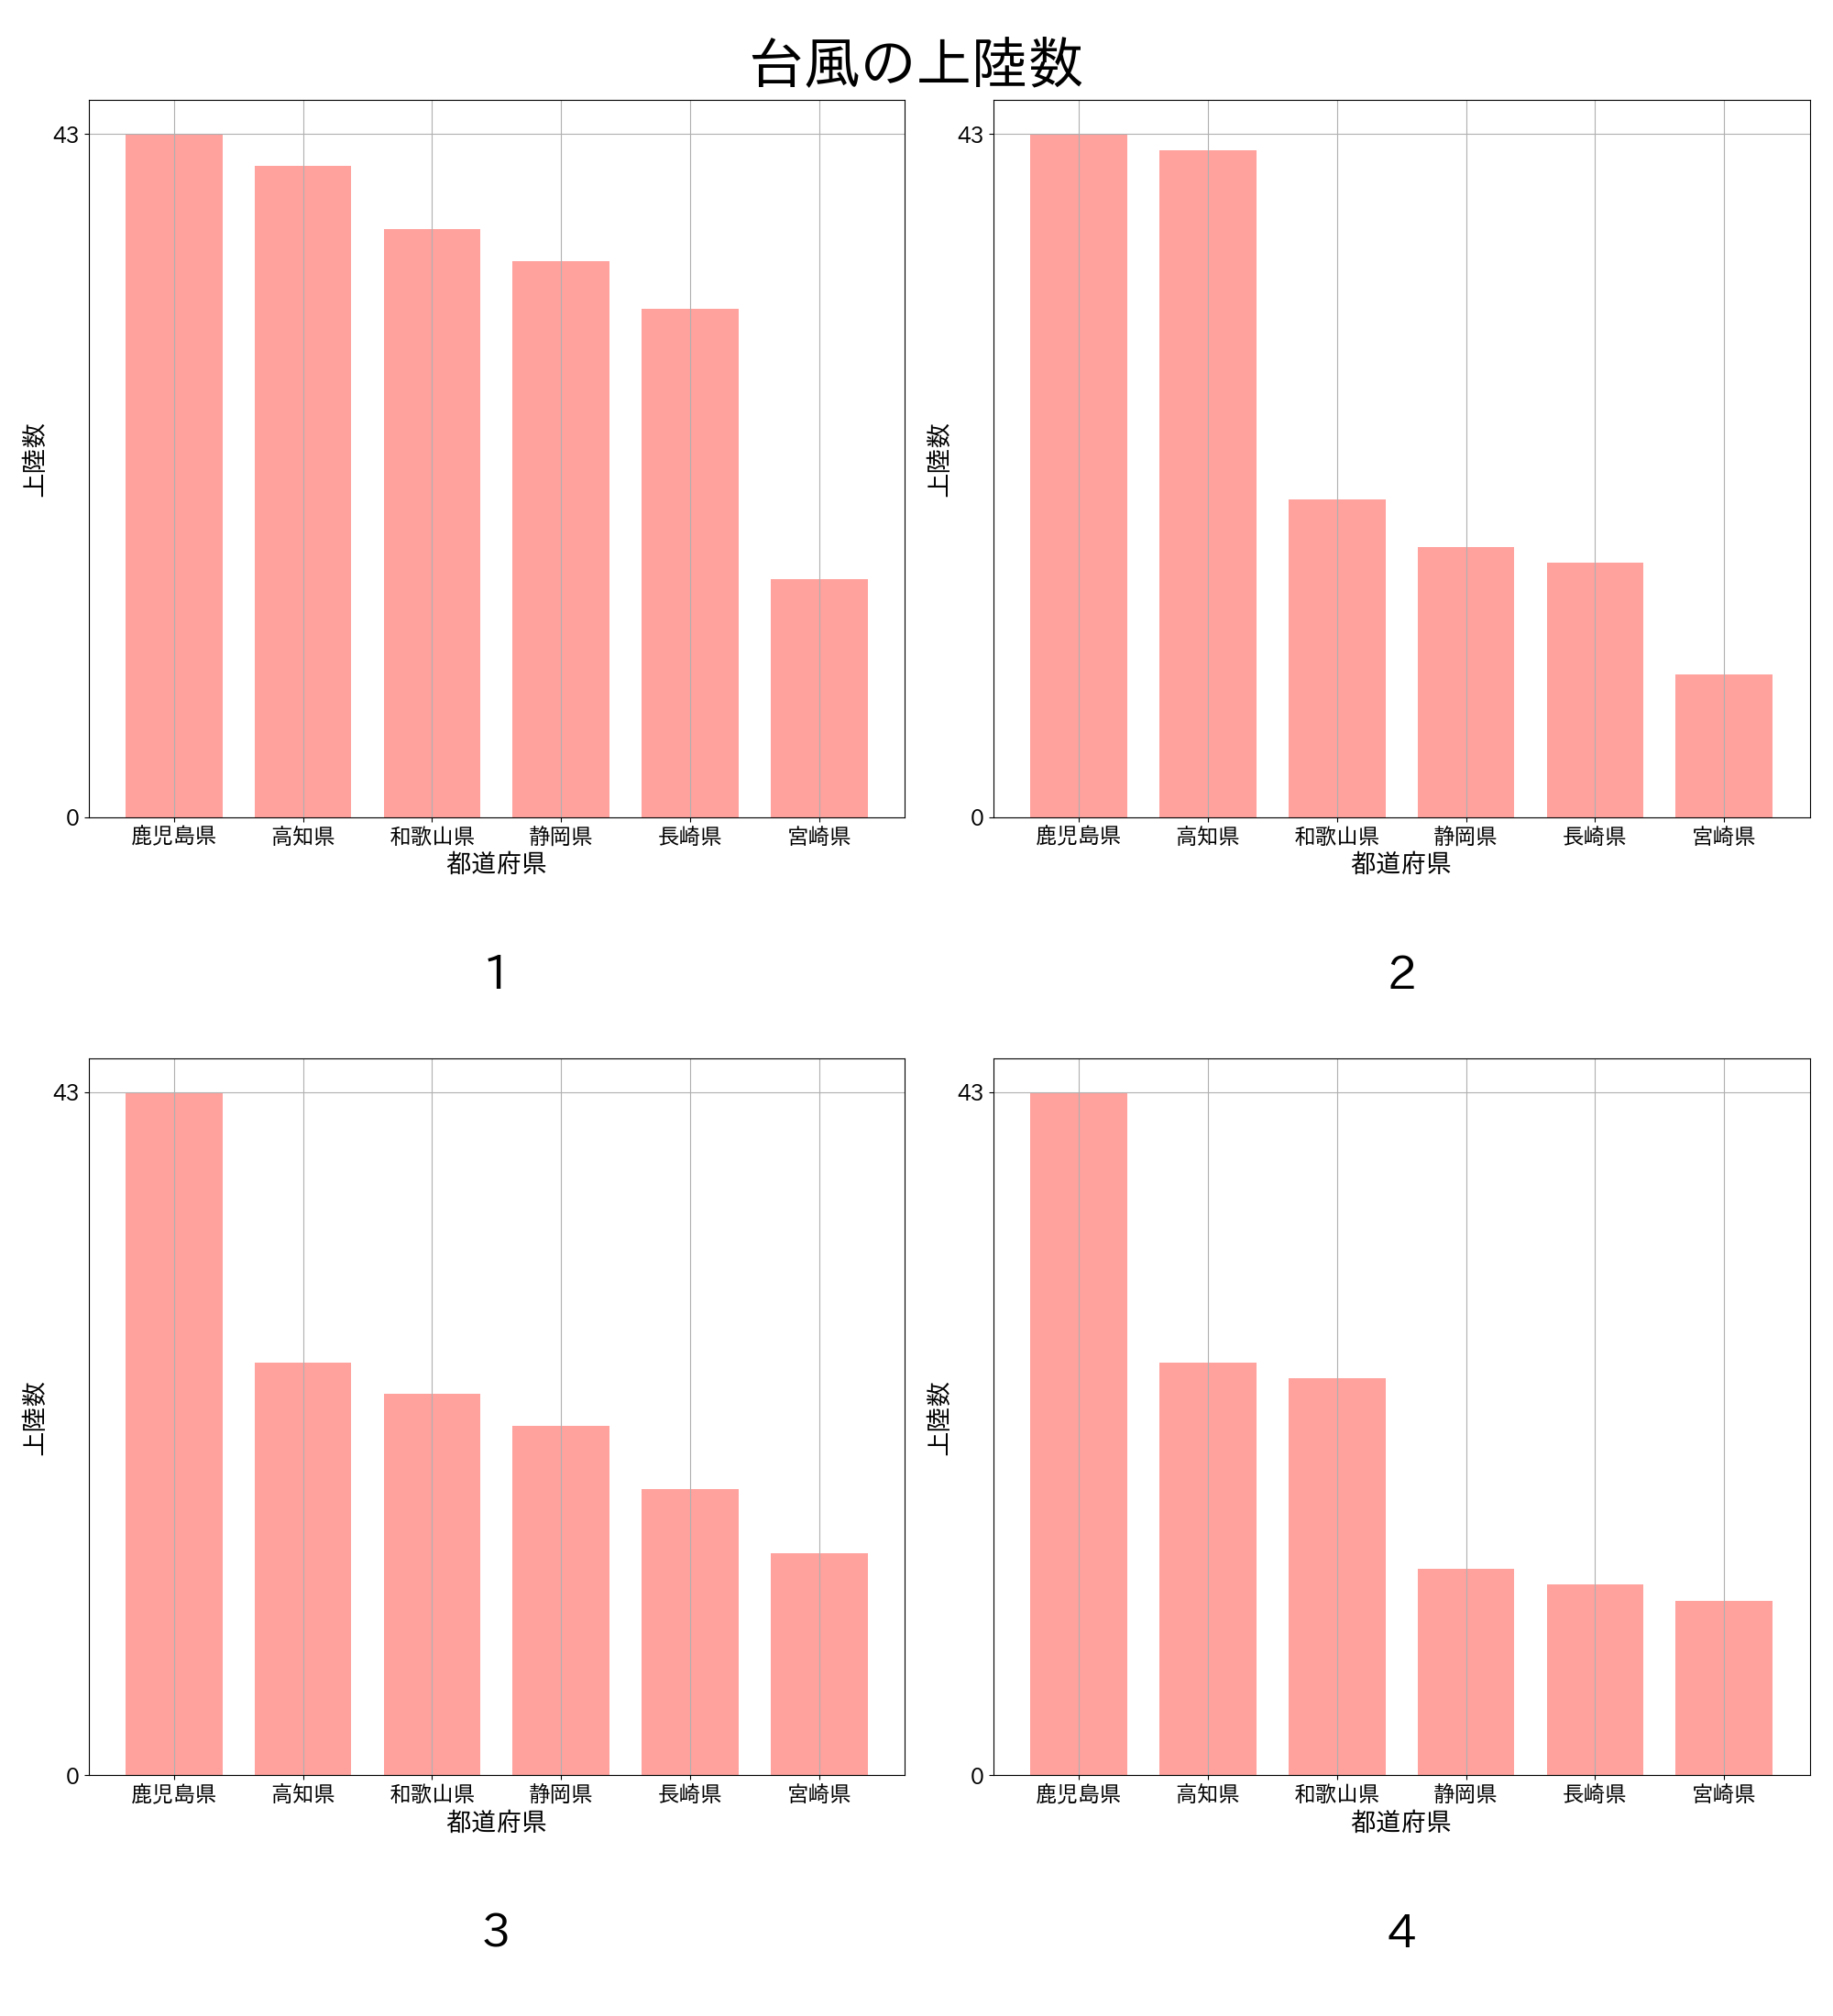 台風の上陸数
43
0
上陸数
鹿児島県 高知県 和歌山県 静岡県 長崎県 宮崎県
都道府県
1
43
0
上陸数
鹿児島県 高知県 和歌山県 静岡県 長崎県 宮崎県
都道府県
2
43
0
上陸数
鹿児島県 高知県 和歌山県 静岡県 長崎県 宮崎県
都道府県
3
43
0
上陸数
鹿児島県 高知県 和歌山県 静岡県 長崎県 宮崎県
都道府県
4